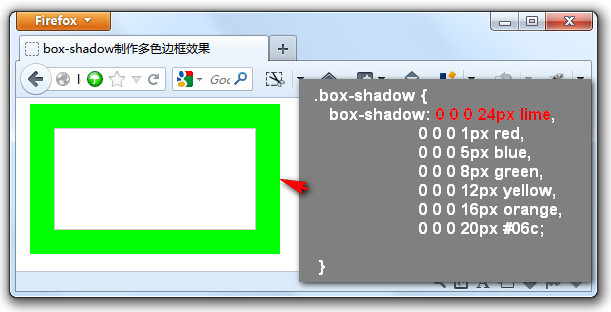 Firefox
box-shadow制作多色边框效果
Goo
.box-shadow {
box-shadow: 0 0 0 24px lime,
0 0 0 1px red,
0 0 0 5px blue,
0 0 0 8px green,
0 0 0 12px yellow,
0 0 0 16px orange,
0 0 0 20px #06c;
}